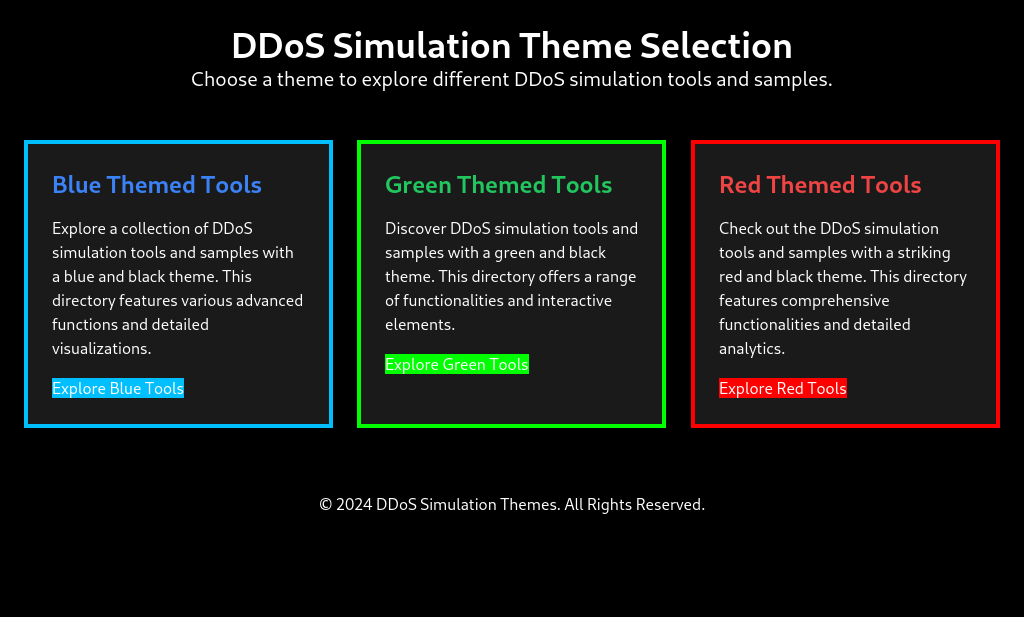 DDoS Simulation Theme Selection
Choose a theme to explore different DDoS simulation tools and samples.
Blue Themed Tools
Explore a collection of DDoS
simulation tools and samples with
a blue and black theme. This
directory features various advanced
functions and detailed
visualizations.
Explore Blue Tools
Green Themed Tools
Discover DDoS simulation tools and
samples with a green and black
theme. This directory offers a range
of functionalities and interactive
elements.
Explore Green Tools
Red Themed Tools
Check out the DDoS simulation
tools and samples with a striking
red and black theme. This directory
features comprehensive
functionalities and detailed
analytics.
Explore Red Tools
© 2024 DDoS Simulation Themes. All Rights Reserved.